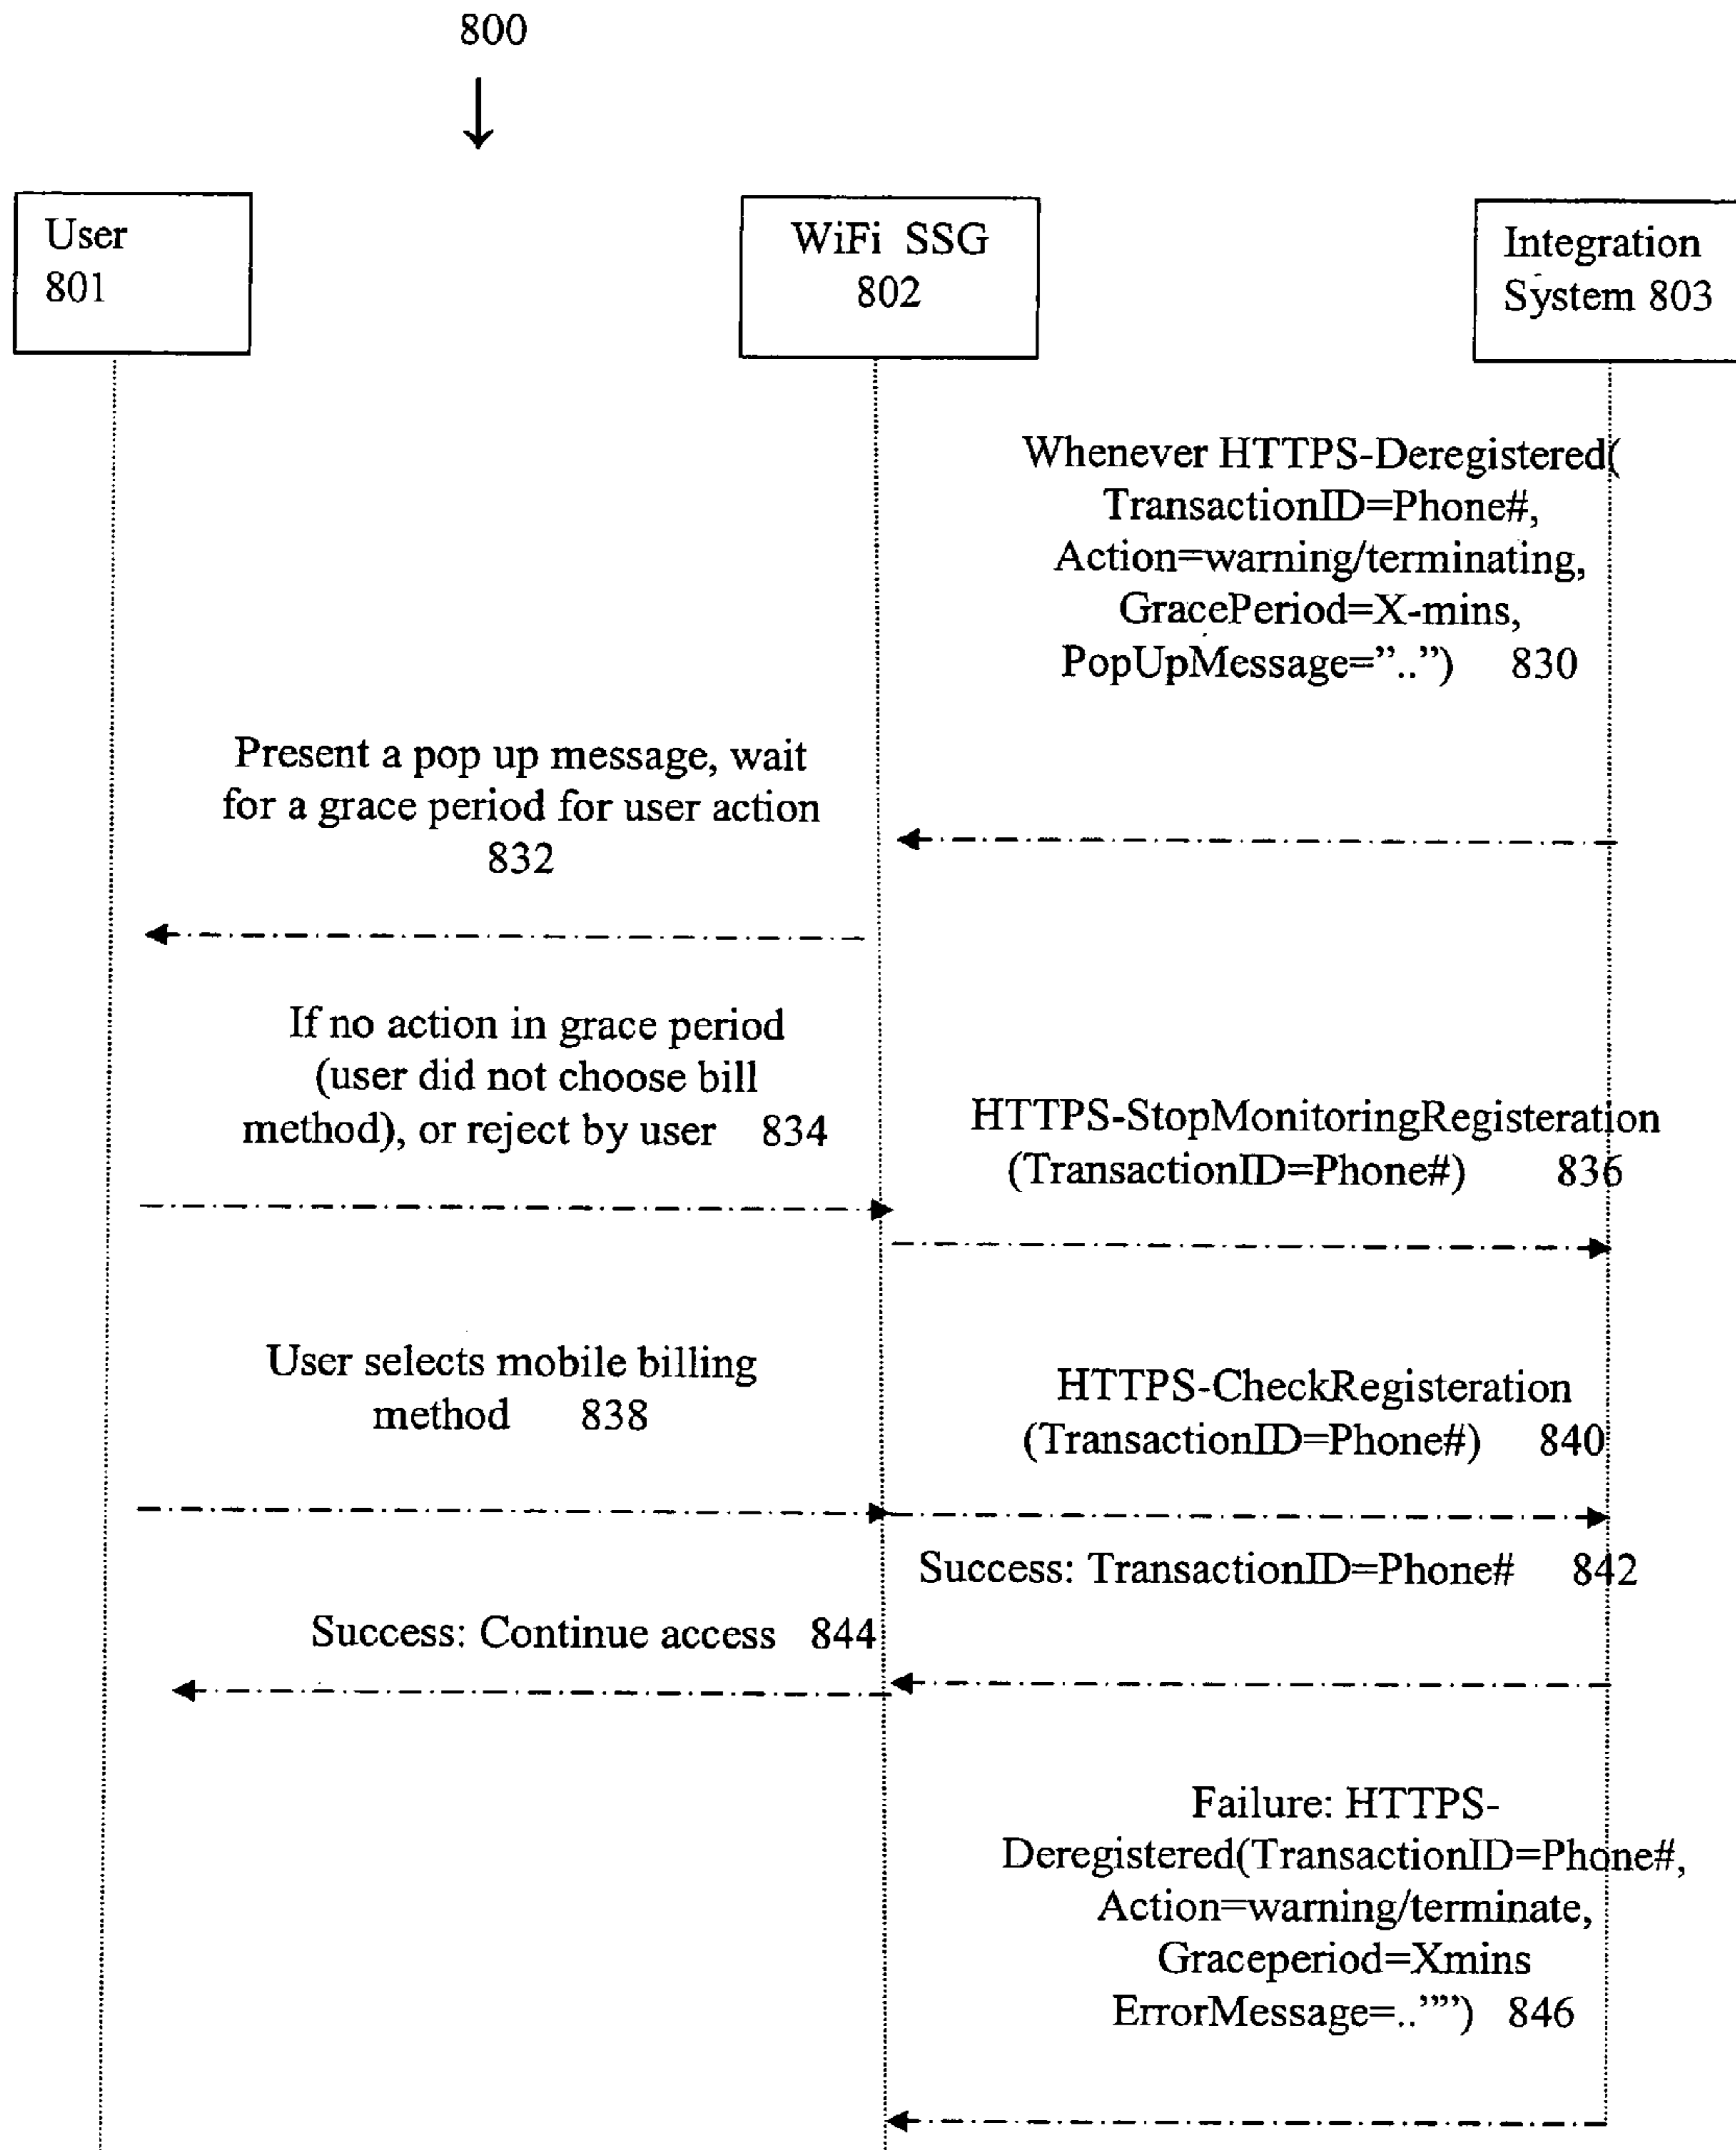 800
User
801
WiFi SSG
802
Integration
System 803
Whenever HTTPS-Deregistered(
TransactionID=Phone#,
Action=warning/terminating,
GracePeriod=X-mins,
PopUpMessage="..") 830
Present a pop up message, wait
for a grace period for user action
832
If no action in grace period
(user did not choose bill
method), or reject by user 834
HTTPS-StopMonitoringRegisteration
(TransactionID=Phone#) 836
User selects mobile billing
method 838
HTTPS-CheckRegisteration
(TransactionID=Phone#) 840
Success: TransactionID=Phone# 842
Success: Continue access 844
Failure: HTTPS-
Deregistered(TransactionID=Phone#,
Action=warning/terminate,
Graceperiod=Xmins
ErrorMessage=..’””) 846